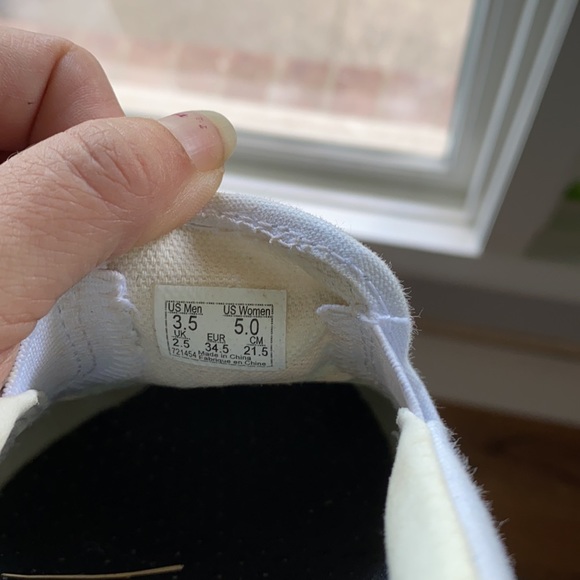 US Men US Women
3.5 5.0
UK EUR CM
2.5 34.5 21.5
721454 Made in China
Fabriqué en China